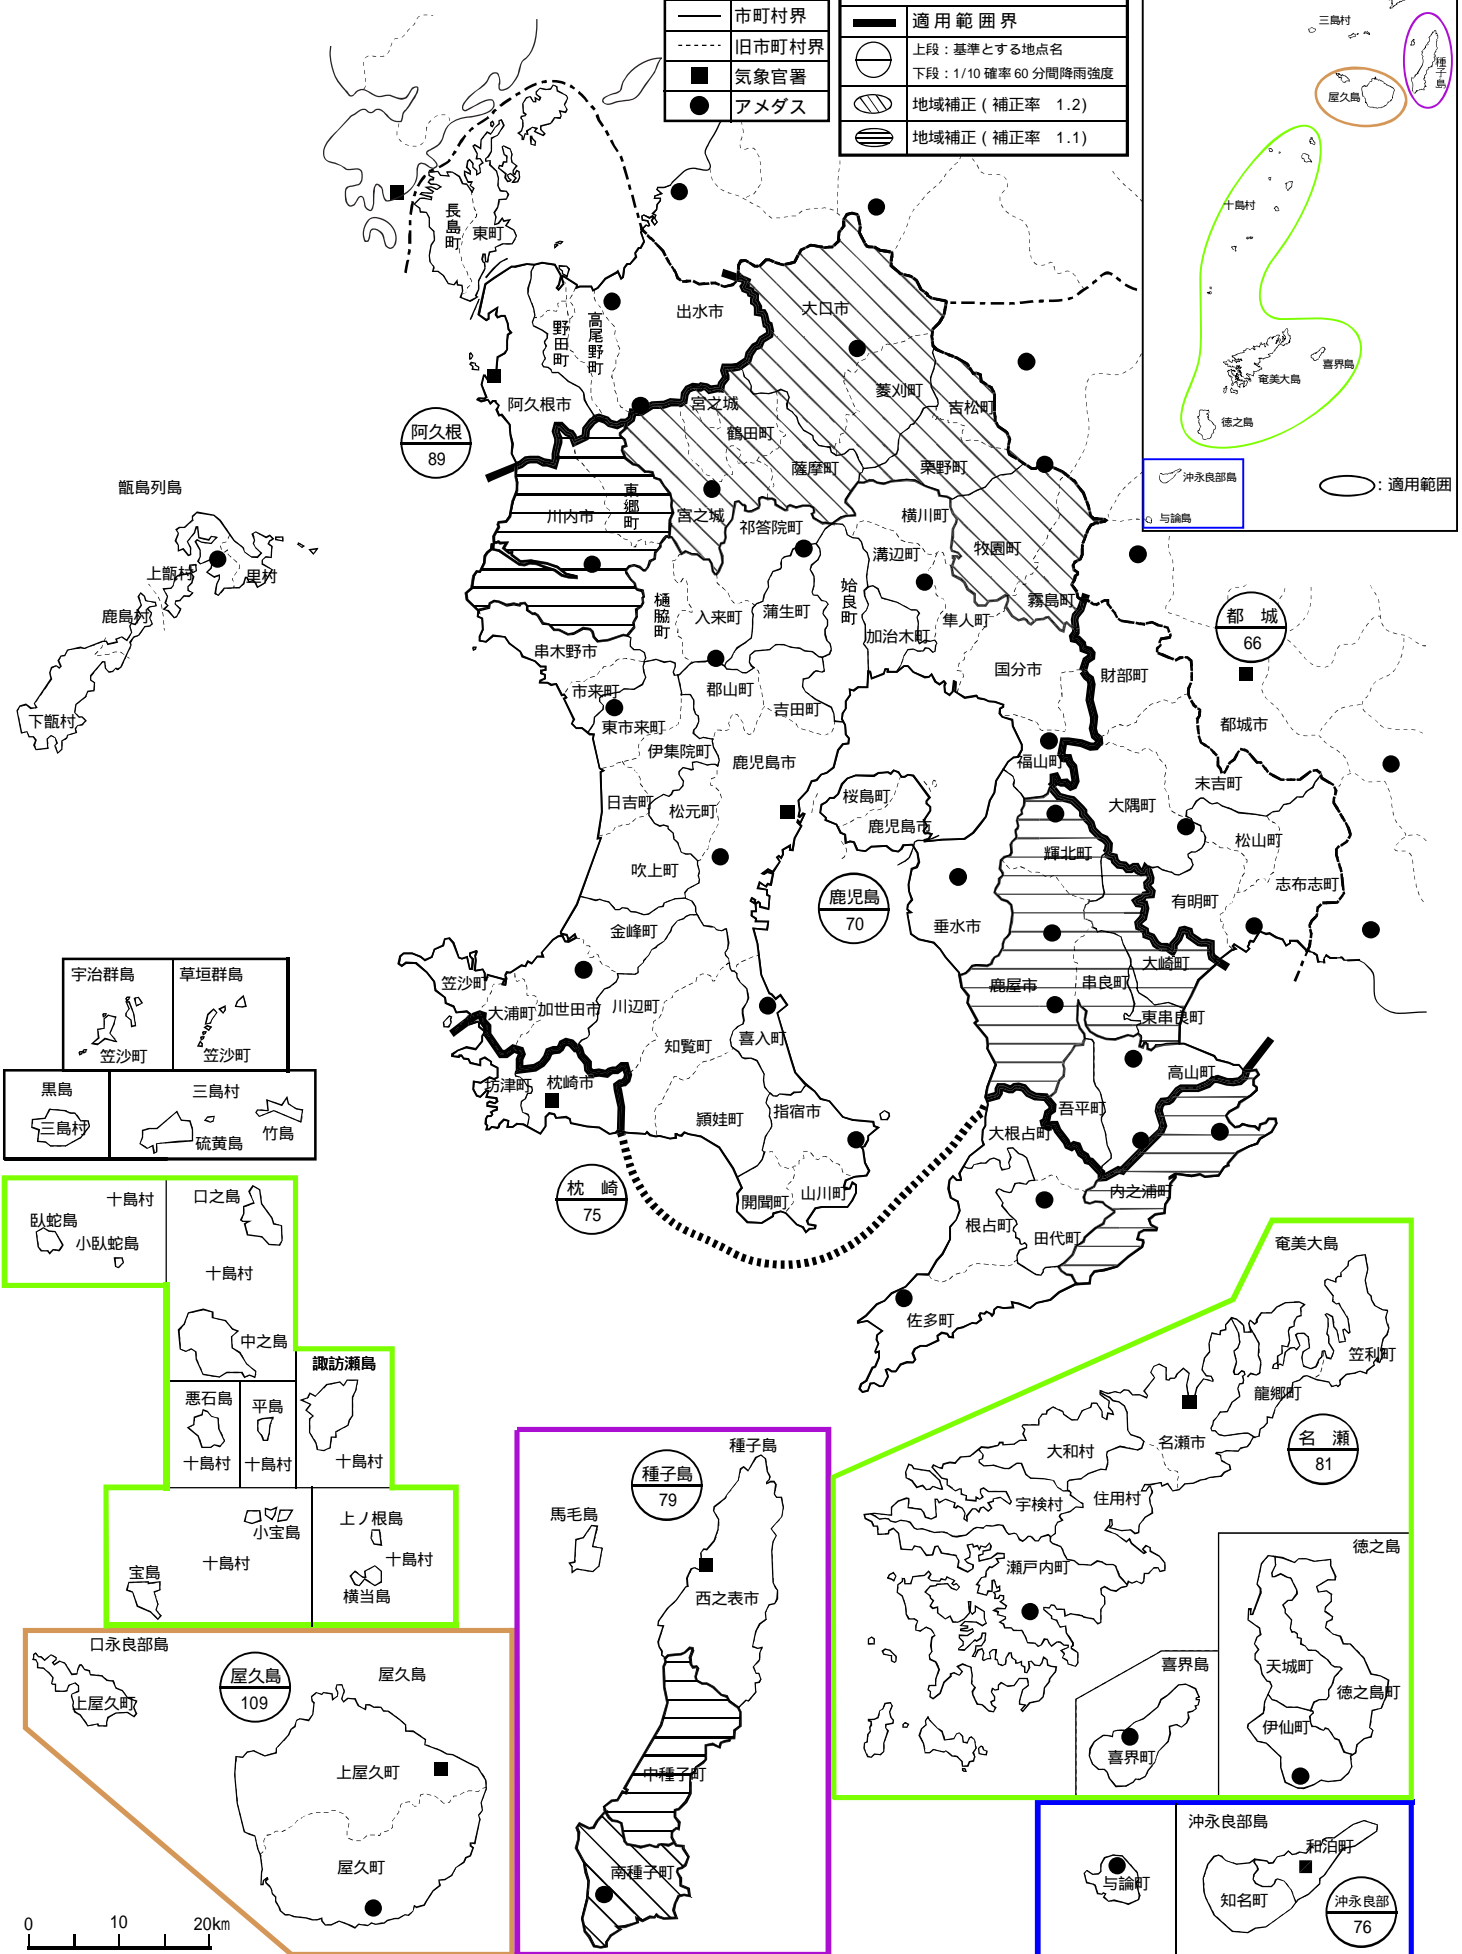 市町村界
旧市町村界
気象官署
アメダス
適用範囲界
上段：基準とする地点名
下段：1/10 確率 60 分間降雨強度
地域補正 ( 補正率 1.2)
地域補正 ( 補正率 1.1)
三島村
種子島
屋久島
十島村
奄美大島
喜界島
徳之島
沖永良部島
与論島
：適用範囲
長島町
東町
出水市
野田町
高尾野町
阿久根市
大口市
菱刈町
吉松町
宮之城
鶴田町
薩摩町
栗野町
阿久根
89
甑島列島
上甑村
里村
鹿島村
下甑村
川内市
東郷町
宮之城
祁答院町
横川町
溝辺町
牧園町
霧島町
樋脇町
入来町
蒲生町
姶良町
加治木町
隼人町
国分市
財部町
都 城
66
都城市
串木野市
市来町
東市来町
郡山町
吉田町
伊集院町
鹿児島市
福山町
末吉町
日吉町
松元町
桜島町
鹿児島市
大隅町
松山町
輝北町
志布志町
吹上町
鹿児島
70
垂水市
有明町
金峰町
大崎町
笠沙町
大浦町
加世田市
川辺町
鹿屋市
串良町
東串良町
知覧町
喜入町
高山町
坊津町
枕崎市
頴娃町
指宿市
吾平町
大根占町
枕 崎
75
開聞町
山川町
内之浦町
根占町
田代町
佐多町
宇治群島
草垣群島
笠沙町
笠沙町
黒島
三島村
三島村
硫黄島
竹島
十島村
口之島
臥蛇島
小臥蛇島
十島村
中之島
諏訪瀬島
悪石島
平島
十島村
十島村
十島村
小宝島
上ノ根島
十島村
十島村
宝島
横当島
種子島
種子島
79
馬毛島
西之表市
中種子町
南種子町
奄美大島
笠利町
龍郷町
名 瀬
81
大和村
名瀬市
宇検村
住用村
瀬戸内町
徳之島
天城町
徳之島町
伊仙町
喜界島
喜界町
口永良部島
上屋久町
屋久島
109
屋久島
上屋久町
屋久町
沖永良部島
和泊町
与論町
知名町
沖永良部
76
0
10
20km